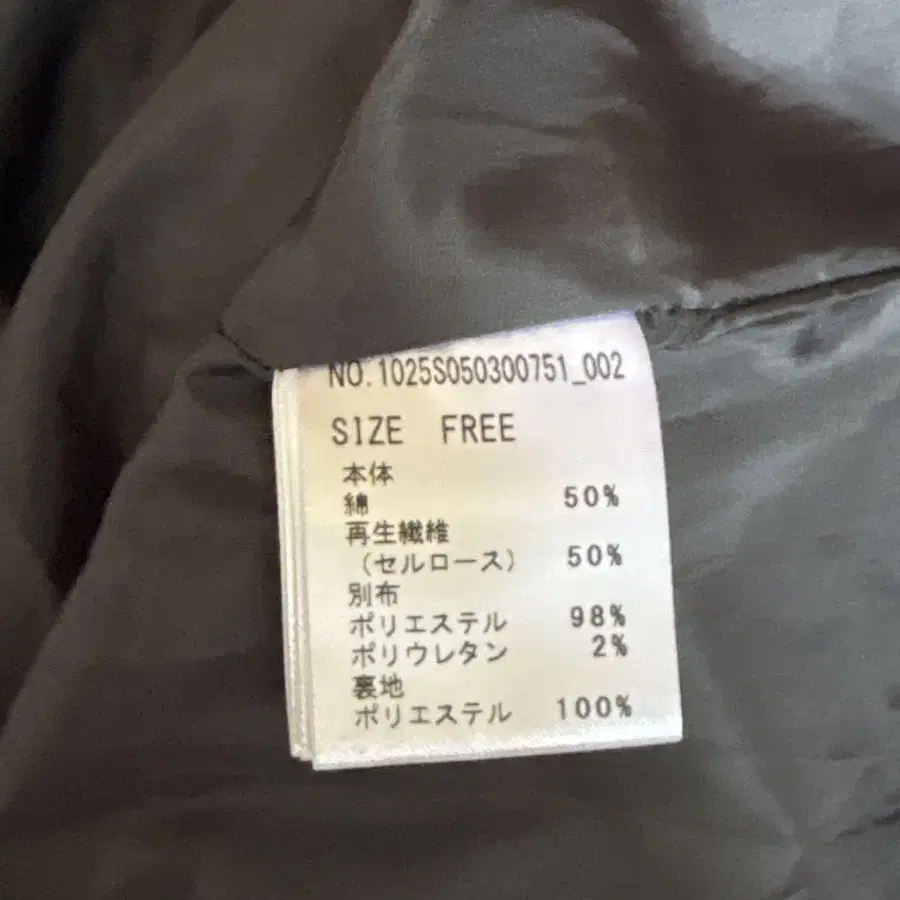 NO.1025S050300751_002
SIZE FREE
本体
綿 50%
再生繊維
(セルロース) 50%
別布
ポリエステル 98%
ポリウレタン 2%
裏地
ポリエステル 100%